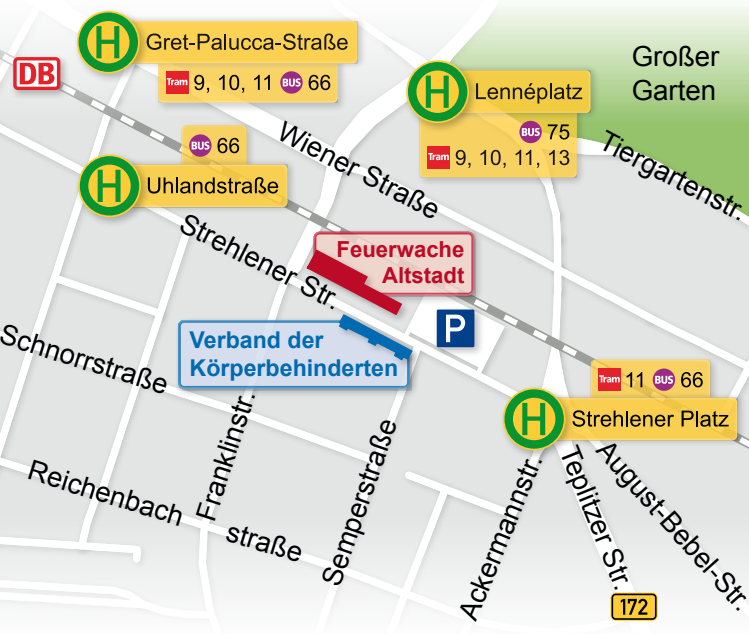 H Gret-Palucca-Straße
Tram 9, 10, 11 BUS 66
DB
H Lennéplatz
BUS 75
Tram 9, 10, 11, 13
Großer
Garten
Wiener Straße
Tiergartenstr.
BUS 66
H Uhlandstraße
Strehlener Str.
Feuerwache
Altstadt
P
Verband der
Körperbehinderten
Schnorrstraße
Tram 11 BUS 66
H Strehlener Platz
Franklinstr.
Semperstraße
Reichenbach
straße
Ackermannstr.
Teplitzer Str.
August-Bebel-Str.
172